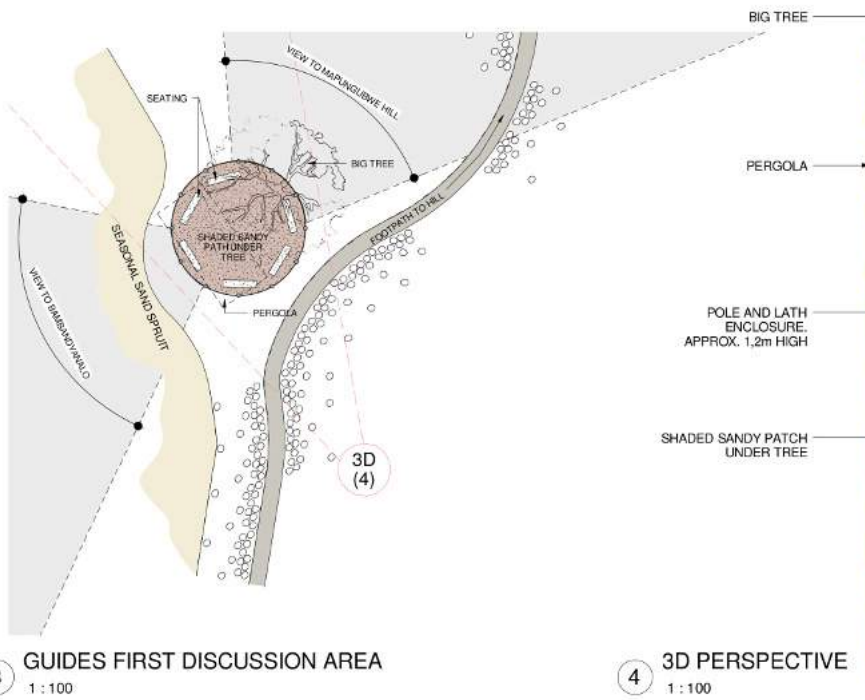 BIG TREE
VIEW TO MAPUNGUBWE HILL
SEATING
BIG TREE
PERGOLA
FOOTPATH TO HILL
SHADED SANDY
PATH UNDER
TREE
SEASONAL SAND SPRUIT
VIEW TO BAMBANDYANALO
PERGOLA
POLE AND LATH
ENCLOSURE.
APPROX. 1,2m HIGH
SHADED SANDY PATCH
UNDER TREE
3D
(4)
GUIDES FIRST DISCUSSION AREA
1 : 100
4
3D PERSPECTIVE
1 : 100